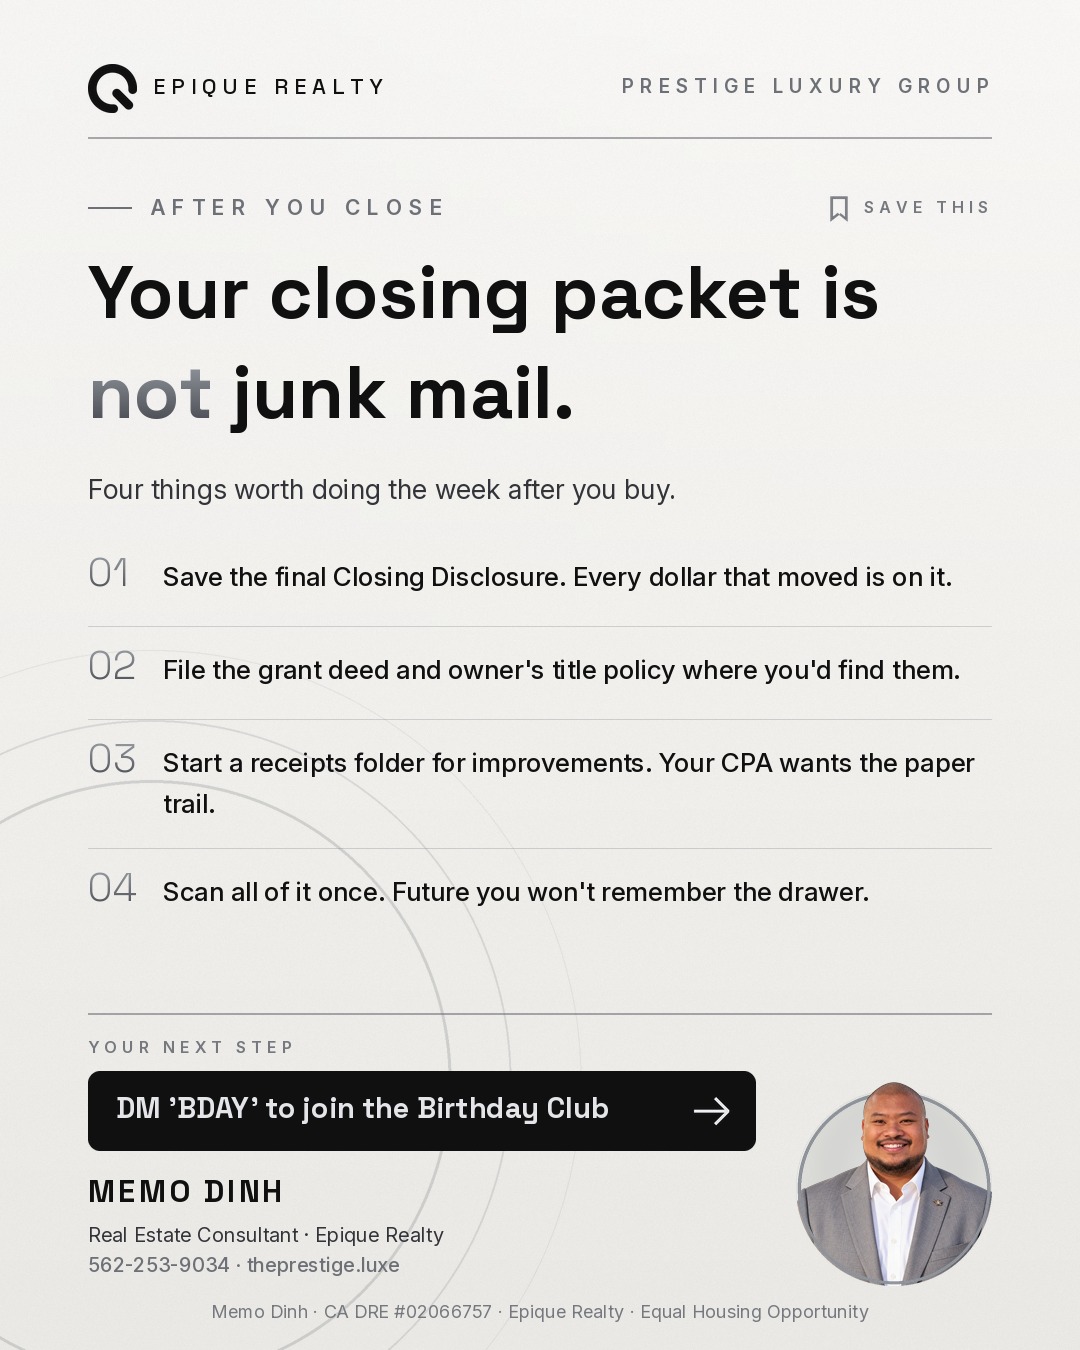 EPIQUE REALTY
PRESTIGE LUXURY GROUP
AFTER YOU CLOSE
SAVE THIS
Your closing packet is
not junk mail.
Four things worth doing the week after you buy.
01 Save the final Closing Disclosure. Every dollar that moved is on it.
02 File the grant deed and owner's title policy where you'd find them.
03 Start a receipts folder for improvements. Your CPA wants the paper
trail.
04 Scan all of it once. Future you won't remember the drawer.
YOUR NEXT STEP
DM ’BDAY’ to join the Birthday Club
MEMO DINH
Real Estate Consultant · Epique Realty
562-253-9034 · theprestige.luxe
Memo Dinh · CA DRE #02066757 · Epique Realty · Equal Housing Opportunity